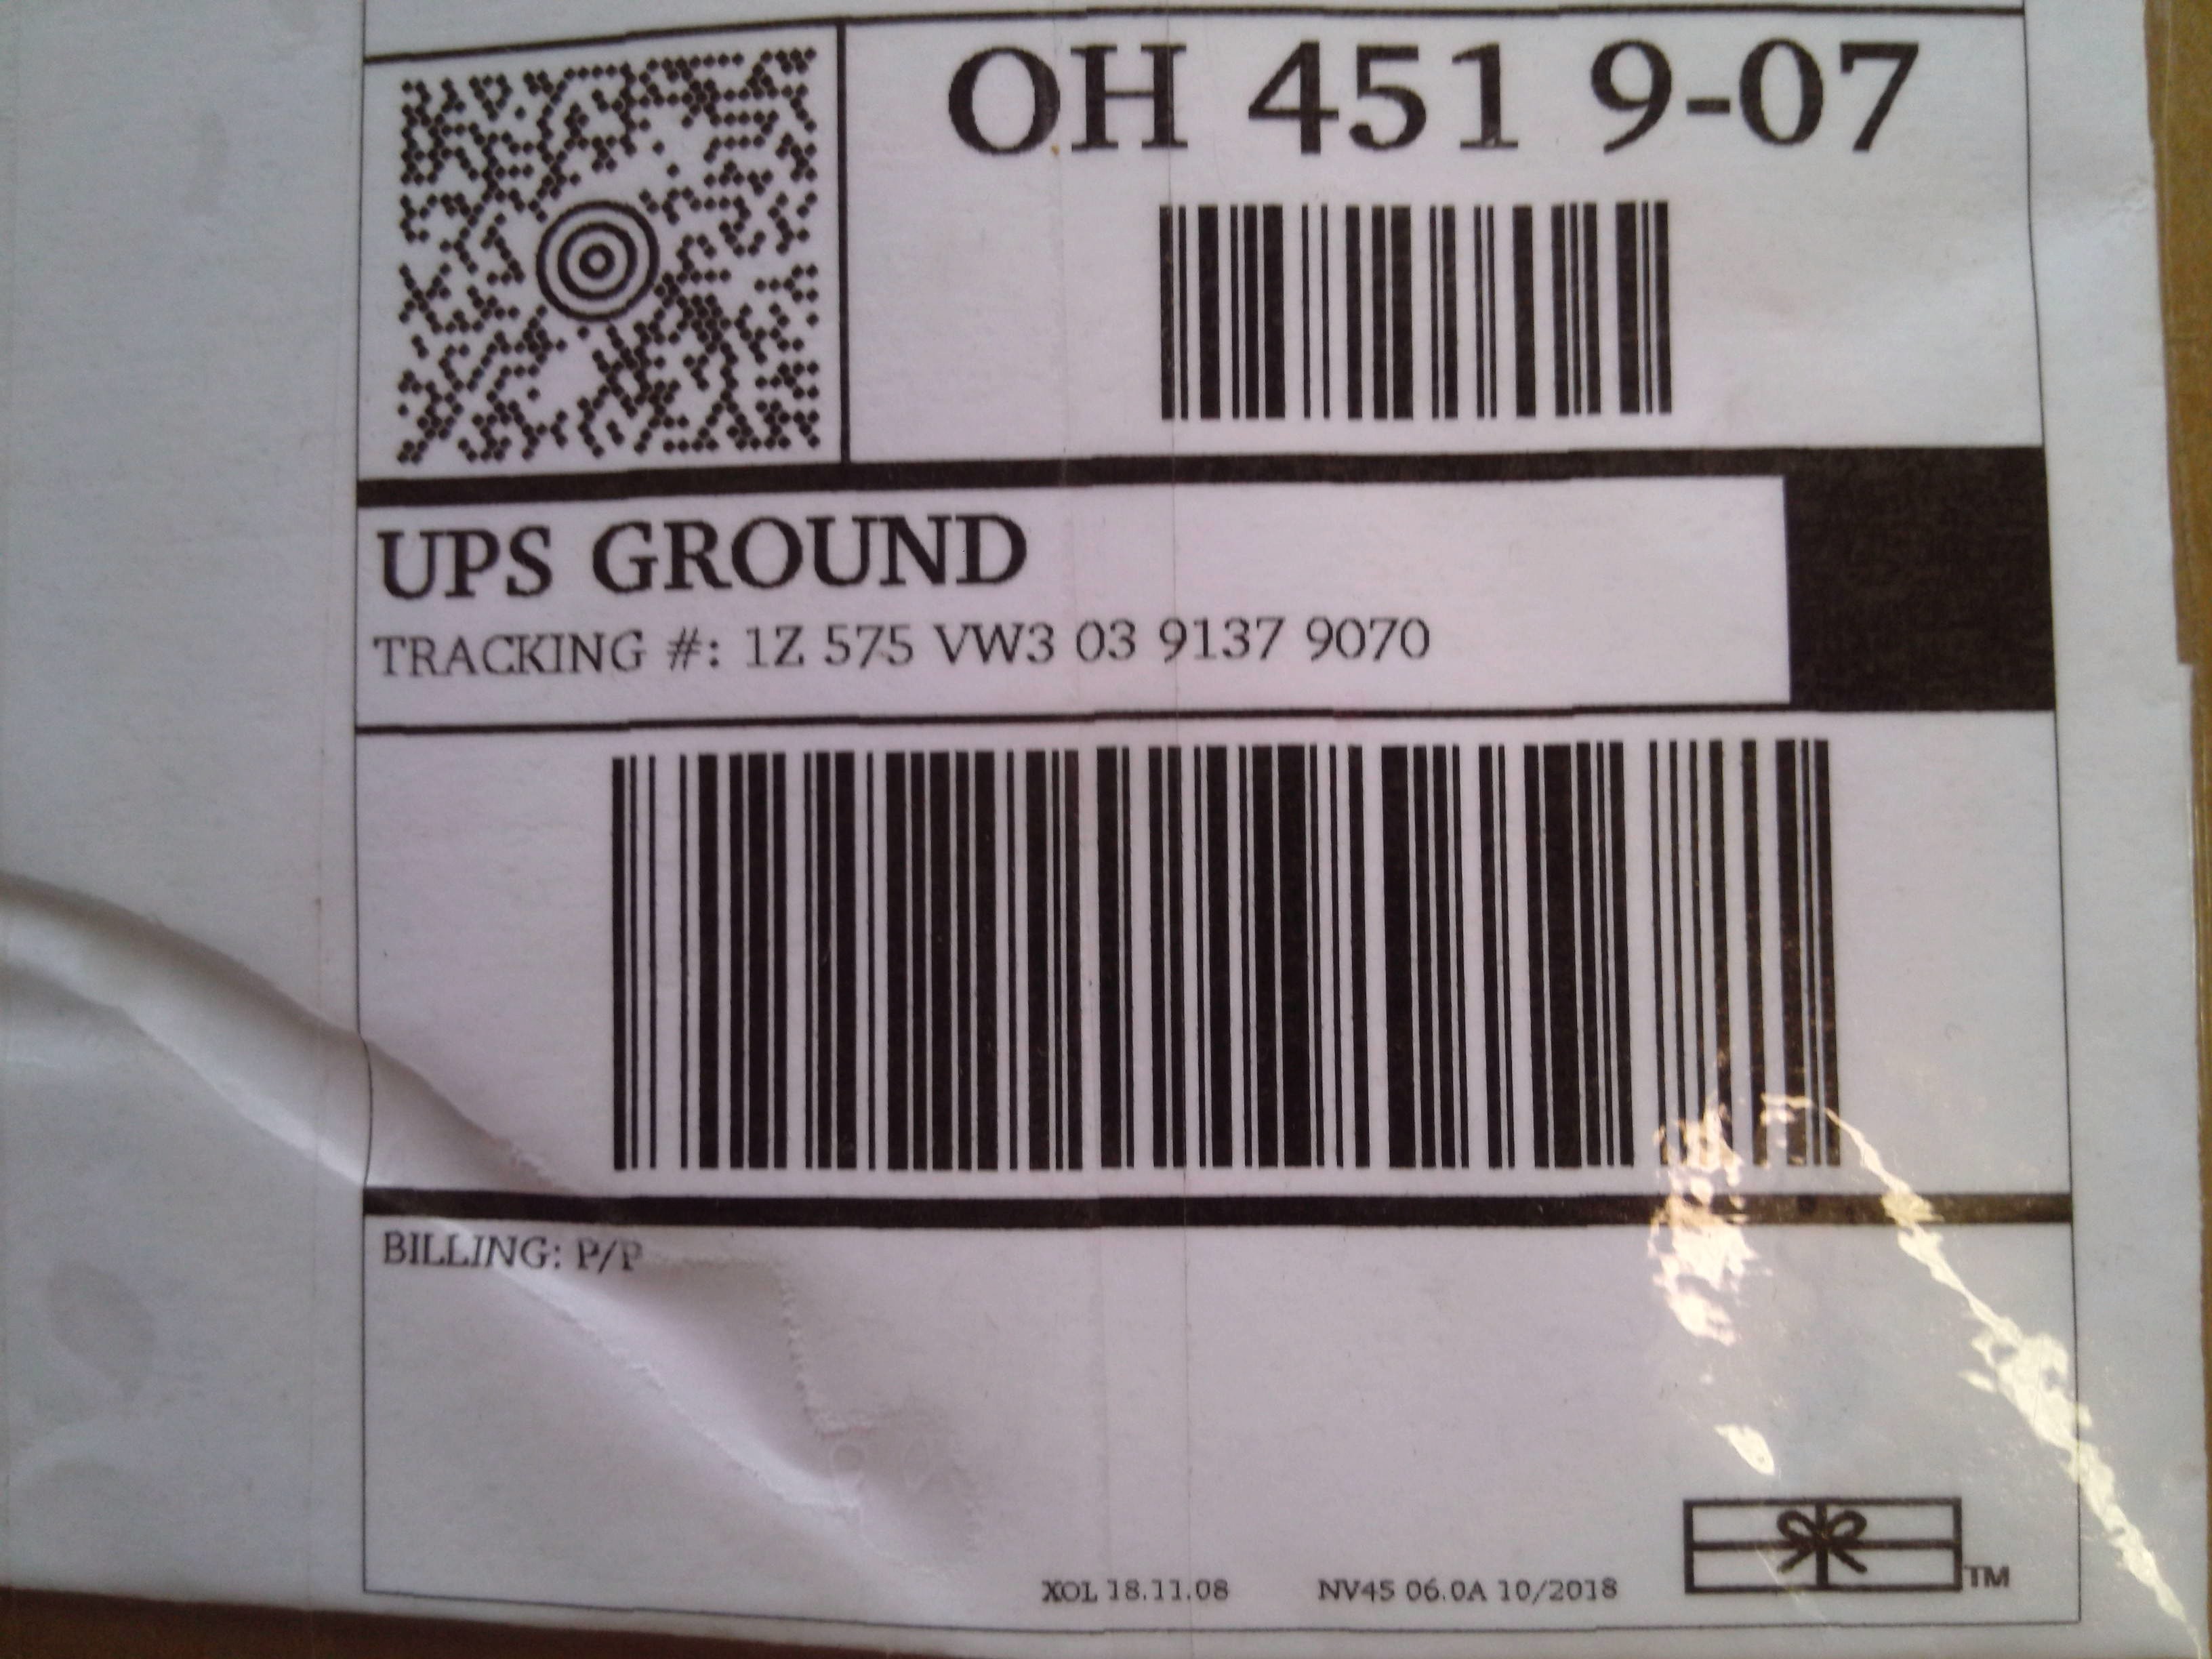 OH 451 9-07
UPS GROUND
TRACKING #: 1Z 575 VW3 03 9137 9070
BILLING: P/P
XOL 18.11.08 NV45 06.0A 10/2018
TM